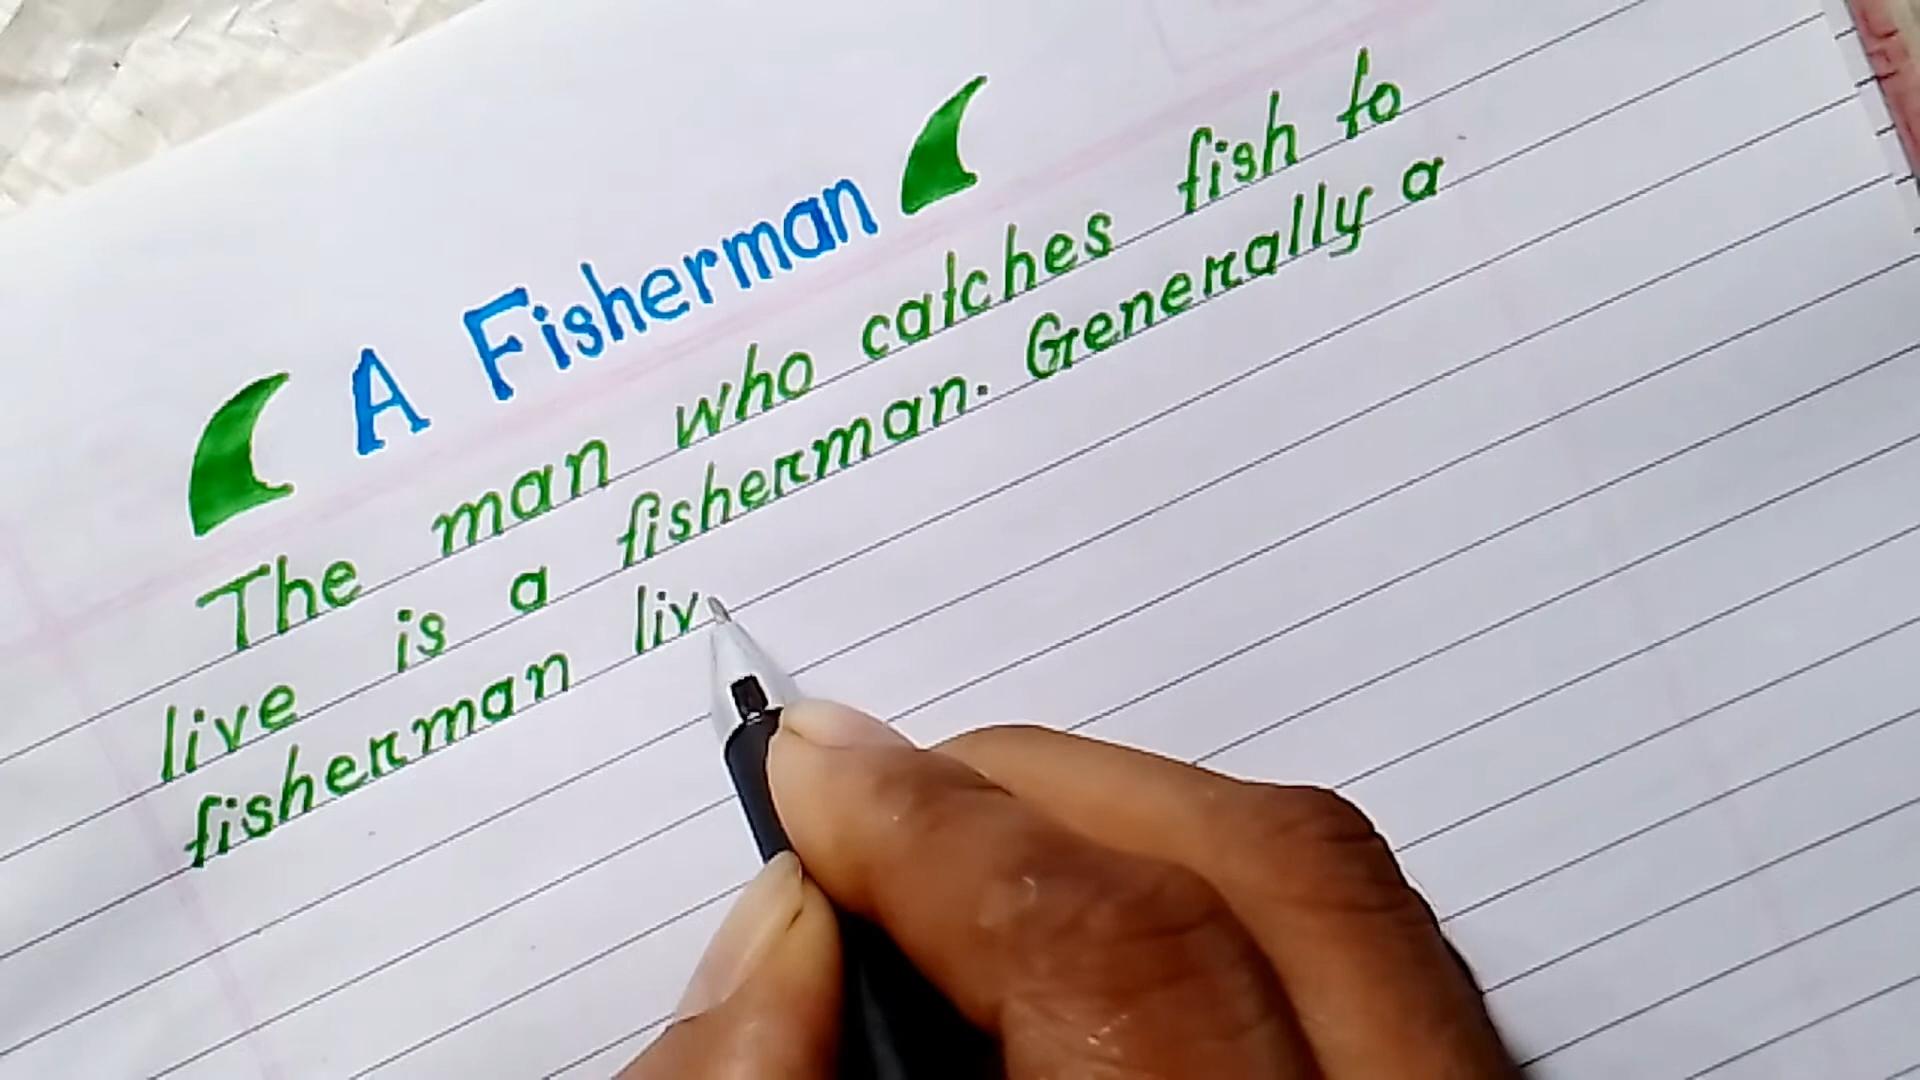 A Fisherman
The man who catches fish to
live is a fisherman. Generally a
fisherman liv